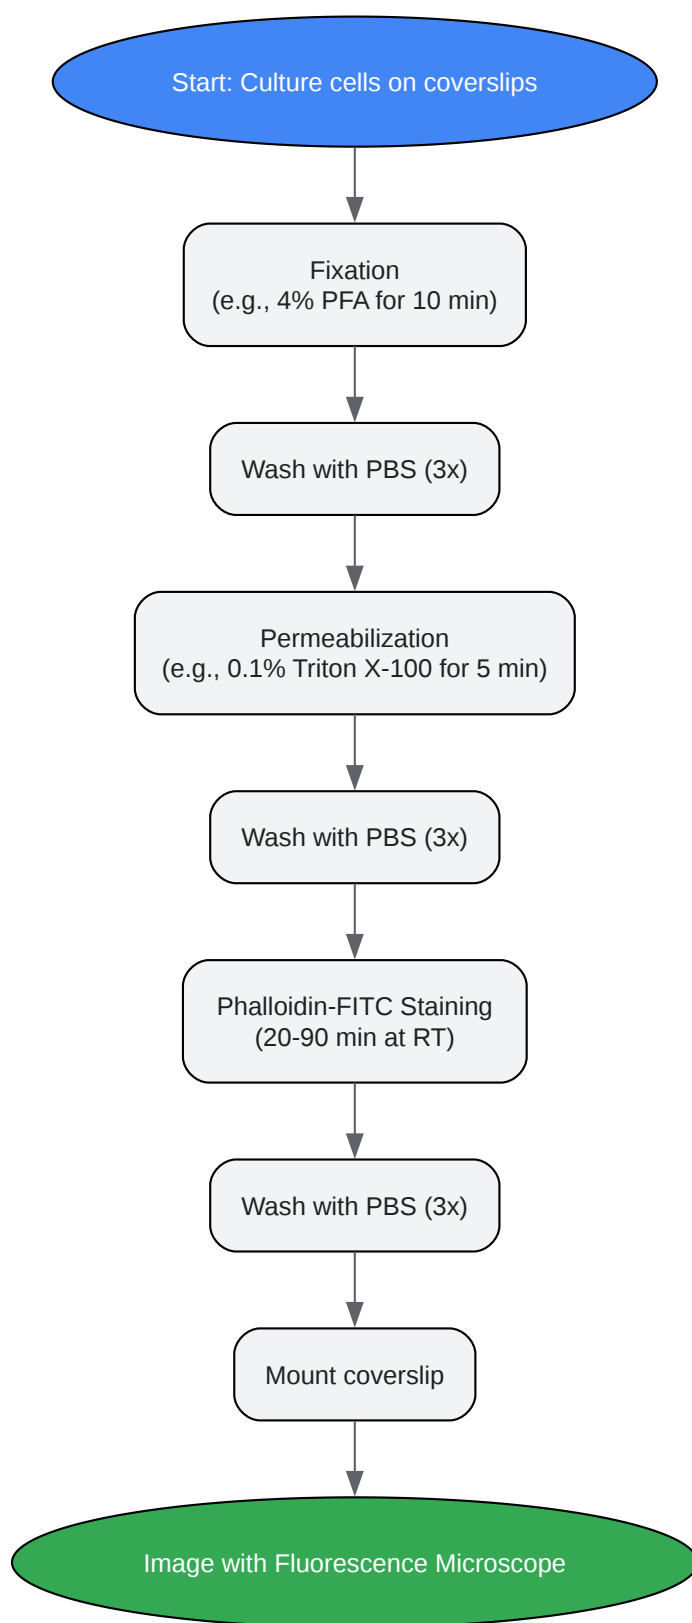 Start: Culture cells on coverslips
Fixation
(e.g., 4% PFA for 10 min)
Wash with PBS (3x)
Permeabilization
(e.g., 0.1% Triton X-100 for 5 min)
Wash with PBS (3x)
Phalloidin-FITC Staining
(20-90 min at RT)
Wash with PBS (3x)
Mount coverslip
Image with Fluorescence Microscope